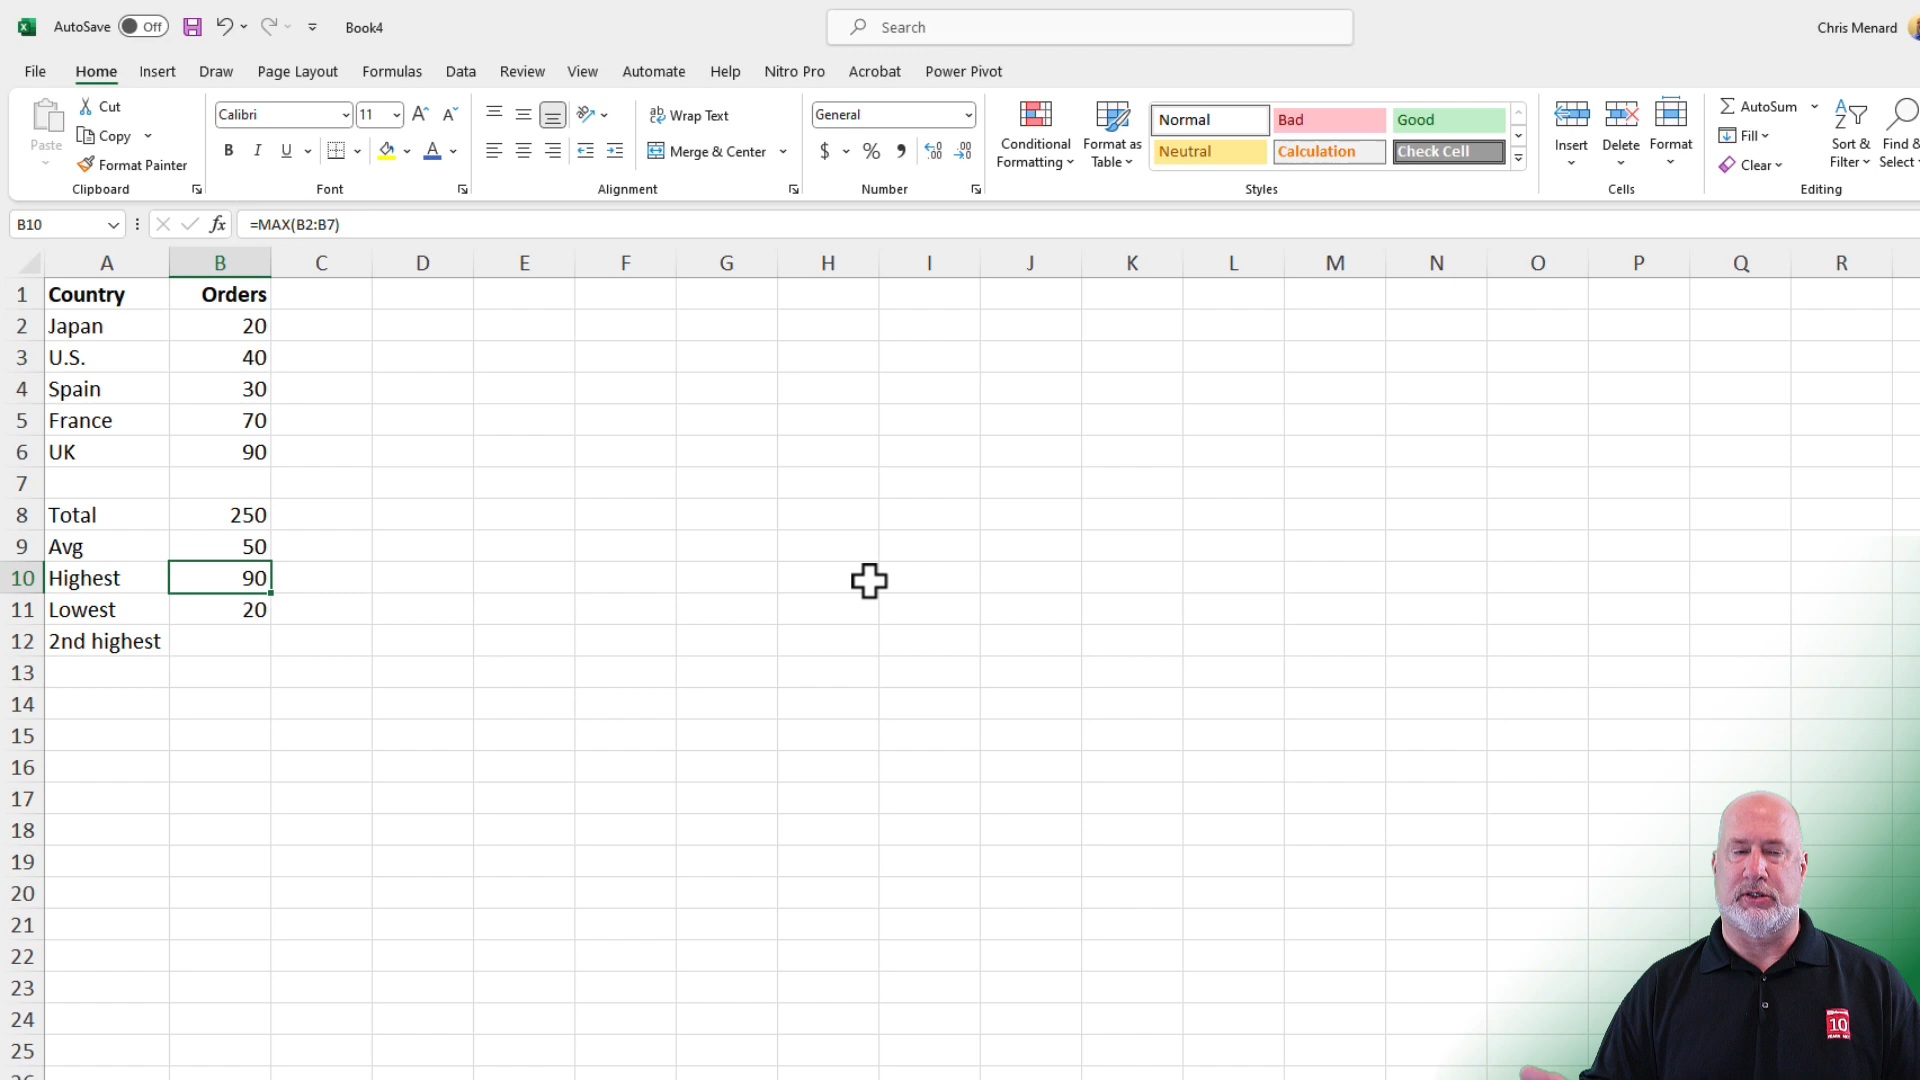 AutoSave Off Book4 Search Chris Menard
File Home Insert Draw Page Layout Formulas Data Review View Automate Help Nitro Pro Acrobat Power Pivot
Paste Cut Copy Format Painter Clipboard
Calibri 11 B I U A Font
ab Wrap Text Merge & Center Alignment
General $ % Number
Conditional Formatting Format as Table
Normal Bad Good
Neutral Calculation Check Cell
Styles
Insert Delete Format Cells
AutoSum Fill Clear Sort & Filter Find & Select Editing
B10 fx =MAX(B2:B7)
A B C D E F G H I J K L M N O P Q R
1 Country Orders
2 Japan 20
3 U.S. 40
4 Spain 30
5 France 70
6 UK 90
7
8 Total 250
9 Avg 50
10 Highest 90
11 Lowest 20
12 2nd highest
13
14
15
16
17
18
19
20
21
22
23
24
25
10